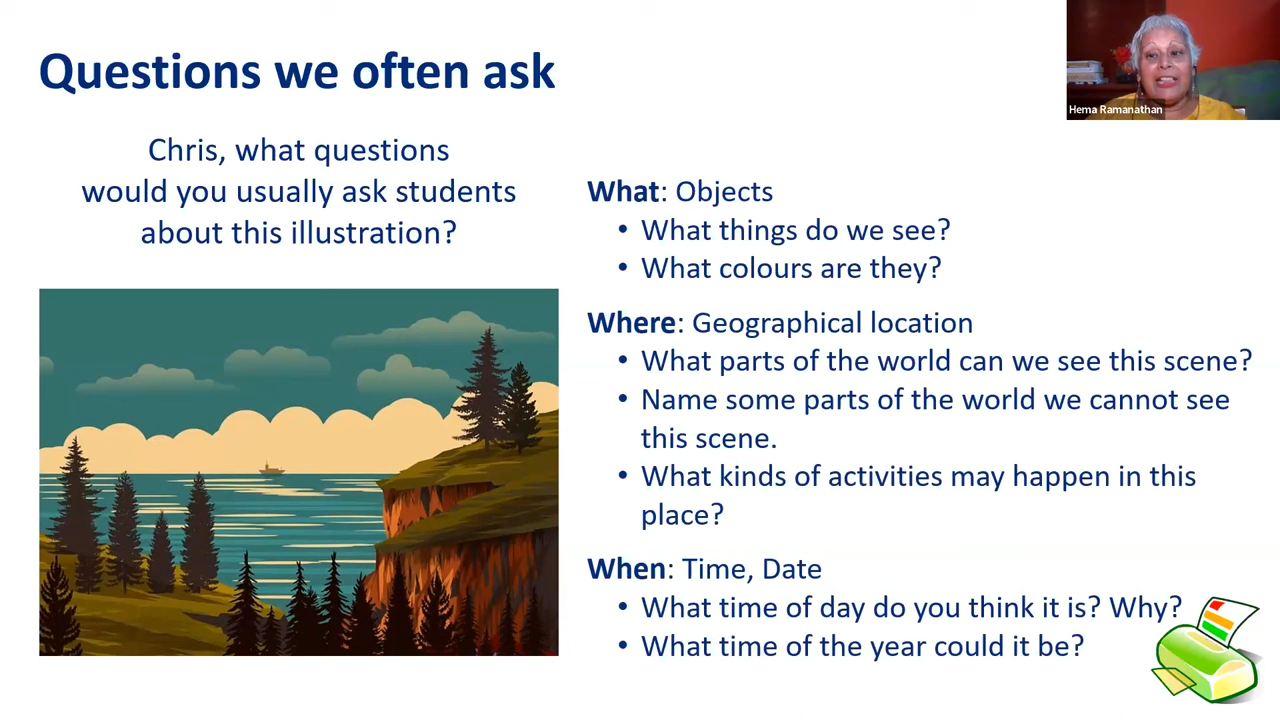 Questions we often ask
Hema Ramanathan
Chris, what questions
would you usually ask students
about this illustration?
What: Objects
• What things do we see?
• What colours are they?
Where: Geographical location
• What parts of the world can we see this scene?
• Name some parts of the world we cannot see
this scene.
• What kinds of activities may happen in this
place?
When: Time, Date
• What time of day do you think it is? Why?
• What time of the year could it be?